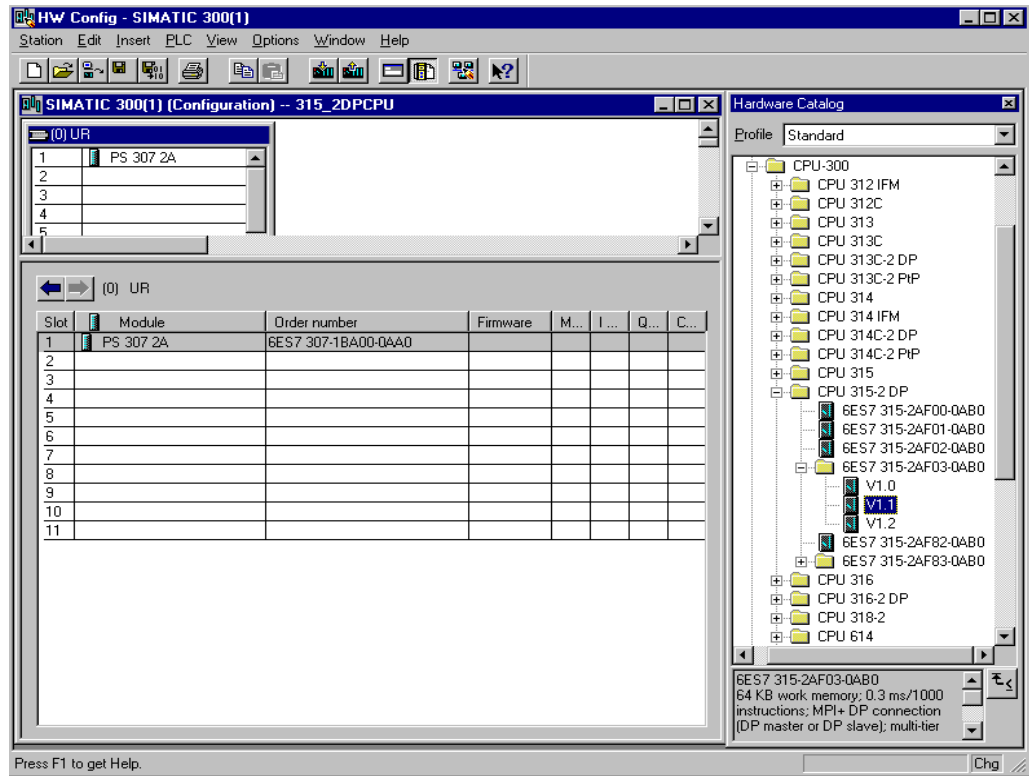 HW Config - SIMATIC 300(1)
Station Edit Insert PLC View Options Window Help
SIMATIC 300(1) (Configuration) -- 315_2DPCPU
(0) UR
1 PS 307 2A
2
3
4
5
(0) UR
Slot Module Order number Firmware M... I ... Q... C...
1 PS 307 2A 6ES7 307-1BA00-0AA0
2
3
4
5
6
7
8
9
10
11
Hardware Catalog
Profile Standard
CPU-300
CPU 312 IFM
CPU 312C
CPU 313
CPU 313C
CPU 313C-2 DP
CPU 313C-2 PtP
CPU 314
CPU 314 IFM
CPU 314C-2 DP
CPU 314C-2 PtP
CPU 315
CPU 315-2 DP
6ES7 315-2AF00-0AB0
6ES7 315-2AF01-0AB0
6ES7 315-2AF02-0AB0
6ES7 315-2AF03-0AB0
V1.0
V1.1
V1.2
6ES7 315-2AF82-0AB0
6ES7 315-2AF83-0AB0
CPU 316
CPU 316-2 DP
CPU 318-2
CPU 614
6ES7 315-2AF03-0AB0
64 KB work memory; 0.3 ms/1000
instructions; MPI+ DP connection
(DP master or DP slave); multi-tier
Press F1 to get Help.
Chg